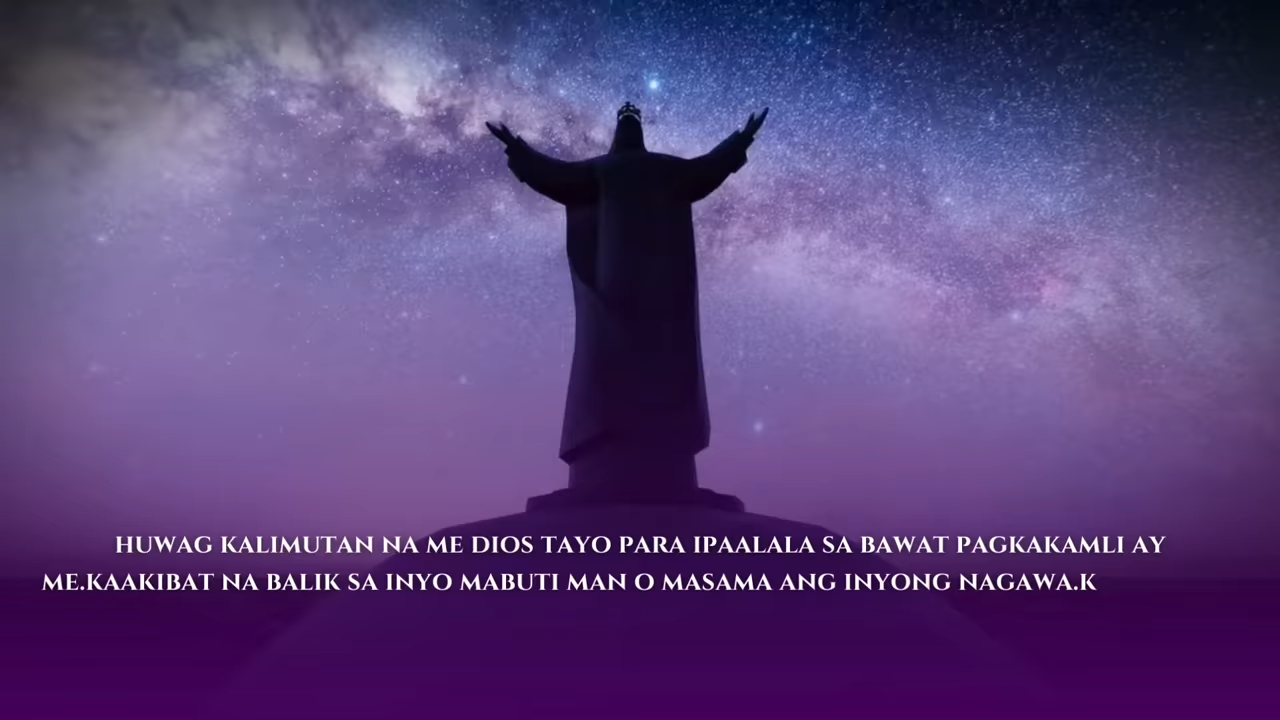 HUWAG KALIMUTAN NA ME DIOS TAYO PARA IPAALALA SA BAWAT PAGKAKAMLI AY
ME.KAAKIBAT NA BALIK SA INYO MABUTI MAN O MASAMA ANG INYONG NAGAWA.K